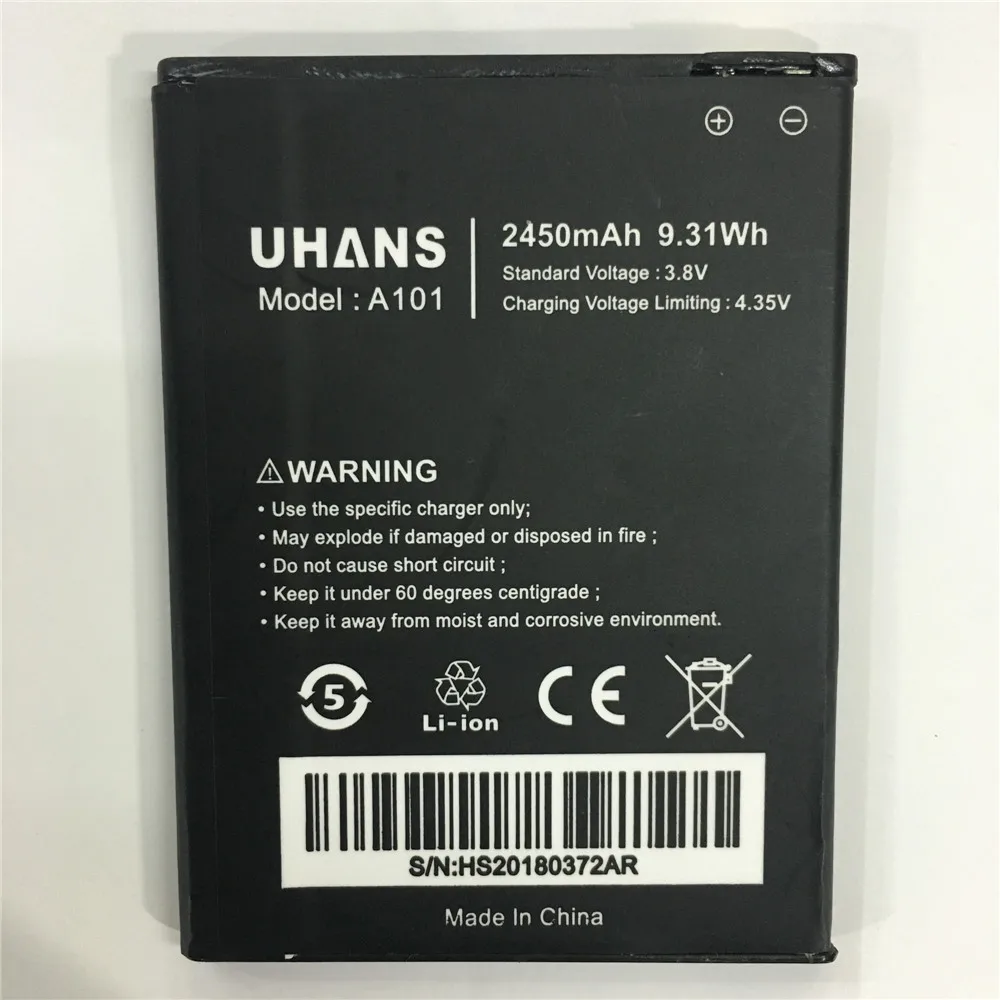 + −
UHANS
Model : A101
2450mAh 9.31Wh
Standard Voltage : 3.8V
Charging Voltage Limiting : 4.35V
⚠WARNING
• Use the specific charger only;
• May explode if damaged or disposed in fire ;
• Do not cause short circuit ;
• Keep it under 60 degrees centigrade ;
• Keep it away from moist and corrosive environment.
5
Li-ion
CE
S/N:HS20180372AR
Made In China